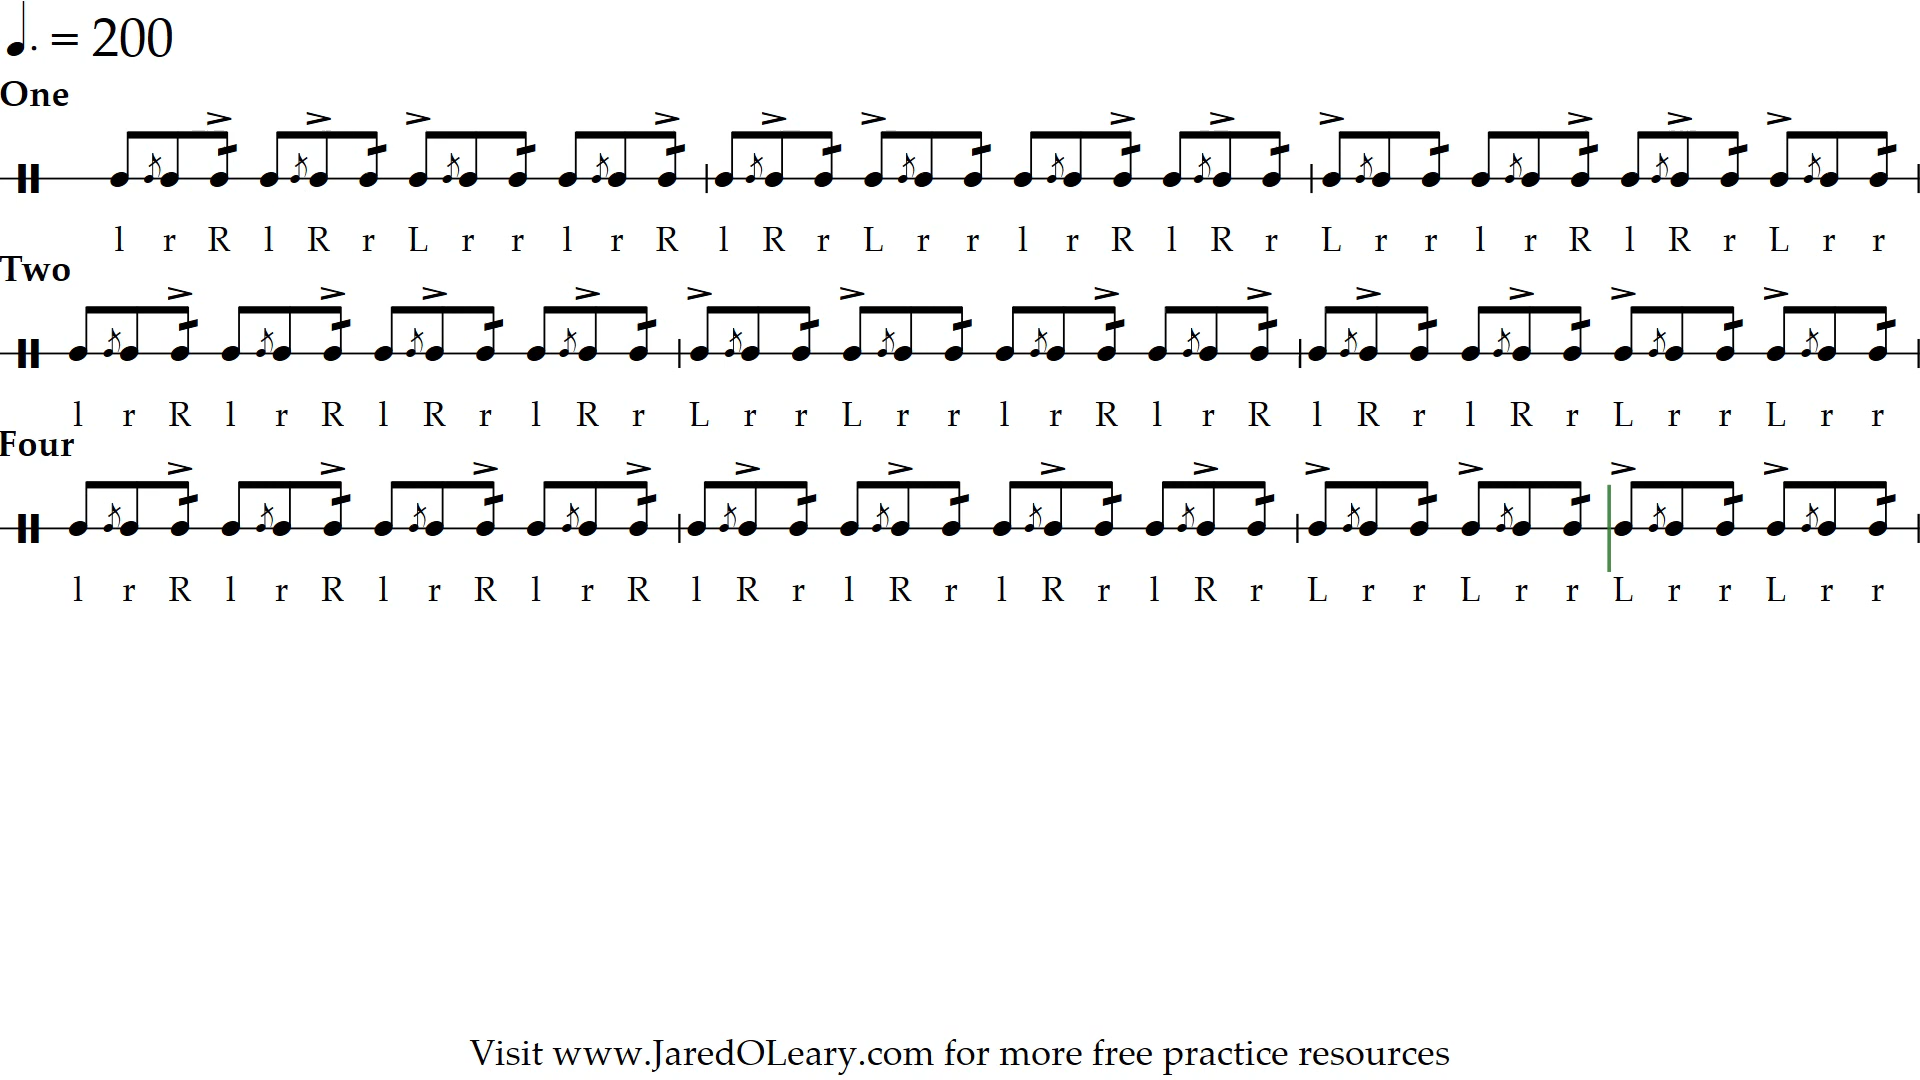 ♩. = 200
One
l r R l R r L r r l r R l R r L r r l r R l R r L r r l r R l R r L r r
Two
l r R l r R l R r l R r L r r L r r l r R l r R l R r l R r L r r L r r
Four
l r R l r R l r R l r R l R r l R r l R r l R r L r r L r r L r r L r r
Visit www.JaredOLeary.com for more free practice resources